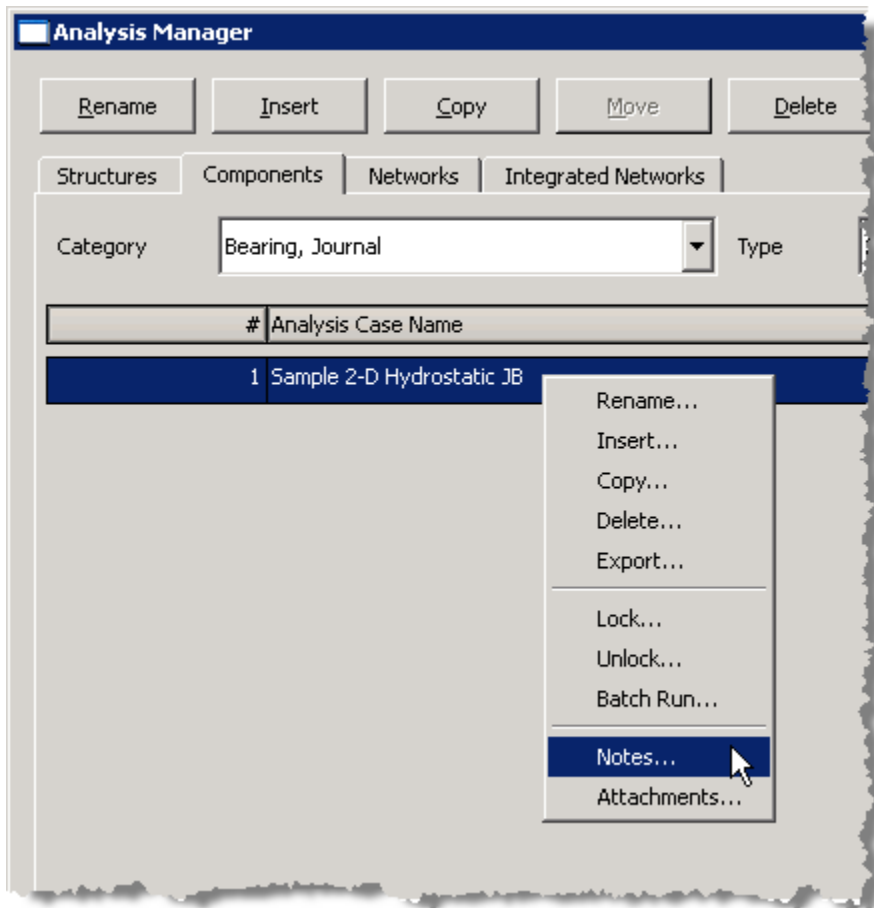 Analysis Manager
Rename Insert Copy Move Delete
Structures Components Networks Integrated Networks
Category Bearing, Journal Type
# Analysis Case Name
1 Sample 2-D Hydrostatic JB
Rename...
Insert...
Copy...
Delete...
Export...
Lock...
Unlock...
Batch Run...
Notes...
Attachments...